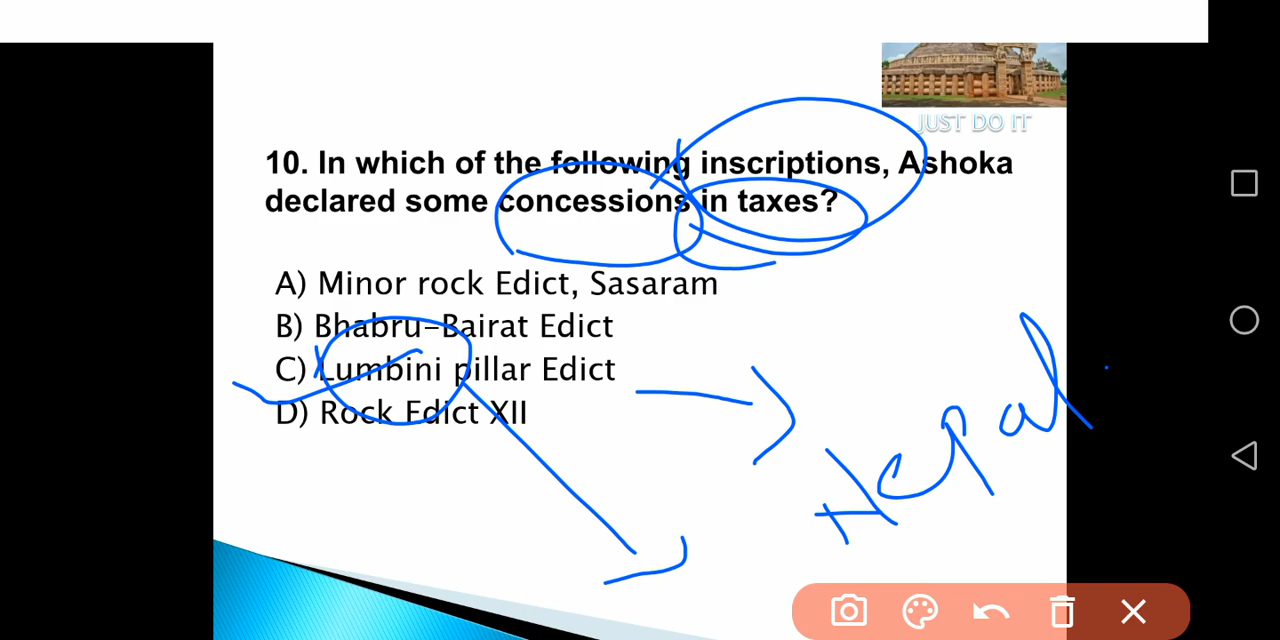 JUST DO IT
10. In which of the following inscriptions, Ashoka
declared some concessions in taxes?
A) Minor rock Edict, Sasaram
B) Bhabru-Bairat Edict
C) Lumbini pillar Edict
D) Rock Edict XII
Nepal